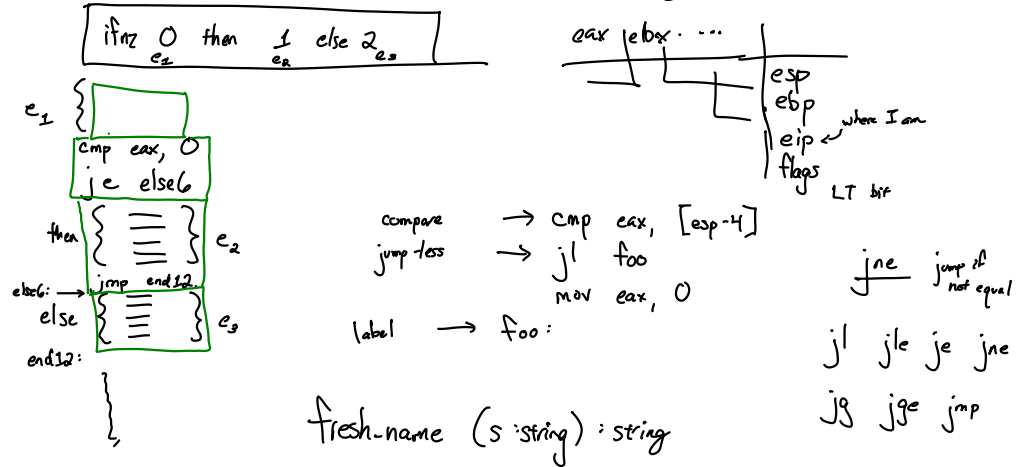 ifnz 0 then 1 else 2
e1 e2 e3
e1
cmp eax, 0
je else6
then
e2
jmp end12
else6:
else
e3
end12:
eax ebx ...
esp
ebp
eip
where I am
flags
LT bit
compare → cmp eax, [esp-4]
jump-less → jl foo
mov eax, 0
label → foo:
jne jump if
not equal
jl jle je jne
jg jge jmp
fresh_name (s:string) : string